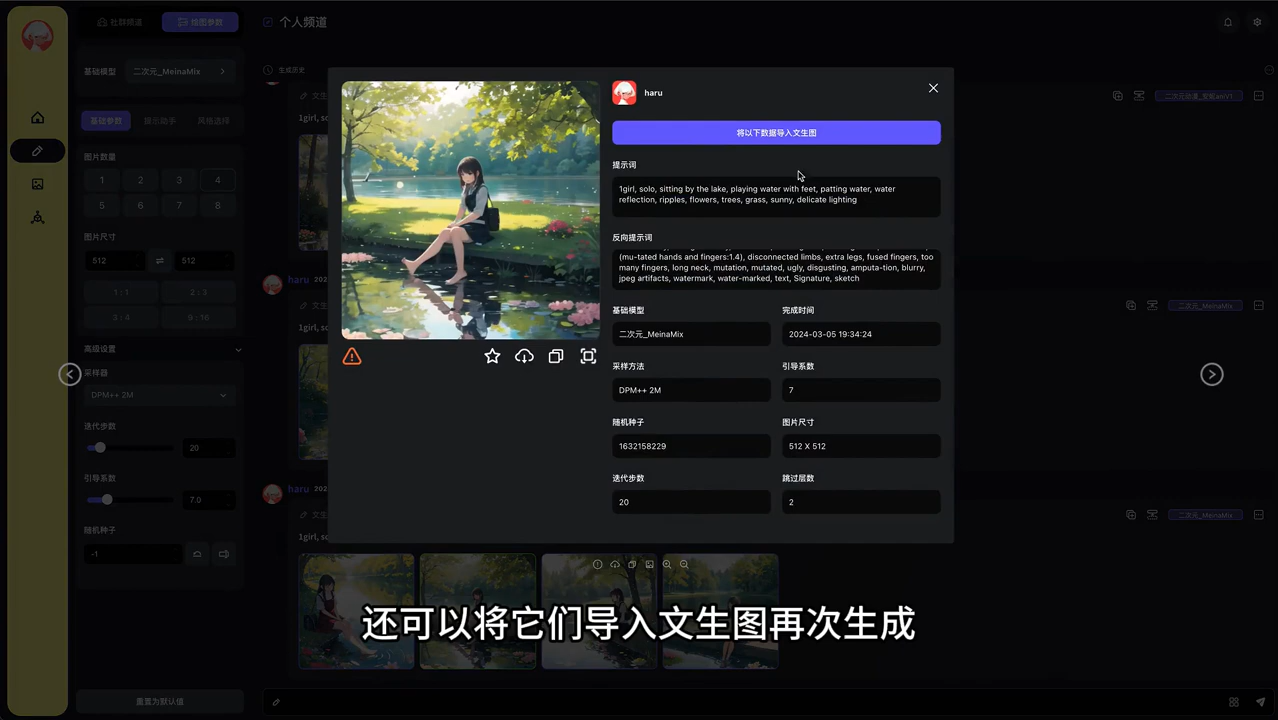 社群频道
绘图参数
个人频道
基础模型
二次元_MeinaMix
生成历史
基础参数
提示助手
风格选择
图片数量
1
2
3
4
5
6
7
8
图片尺寸
512
512
1 : 1
2 : 3
9 : 16
高级设置
采样器
DPM++ 2M
迭代步数
20
引导系数
7.0
随机种子
-1
重置为默认值
haru
将以下数据导入文生图
提示词
1girl, solo, sitting by the lake, playing water with feet, patting water, water
reflection, ripples, flowers, trees, grass, sunny, delicate lighting
反向提示词
(mu-tated hands and fingers:1.4), disconnected limbs, extra legs, fused fingers, too
many fingers, long neck, mutation, mutated, ugly, disgusting, amputa-tion, blurry,
jpeg artifacts, watermark, water-marked, text, Signature, sketch
基础模型
完成时间
二次元_MeinaMix
2024-03-05 19:34:24
采样方法
引导系数
DPM++ 2M
7
随机种子
图片尺寸
1632158229
512 X 512
迭代步数
跳过层数
20
2
haru
二次元_MeinaMix
haru
二次元_MeinaMix
还可以将它们导入文生图再次生成